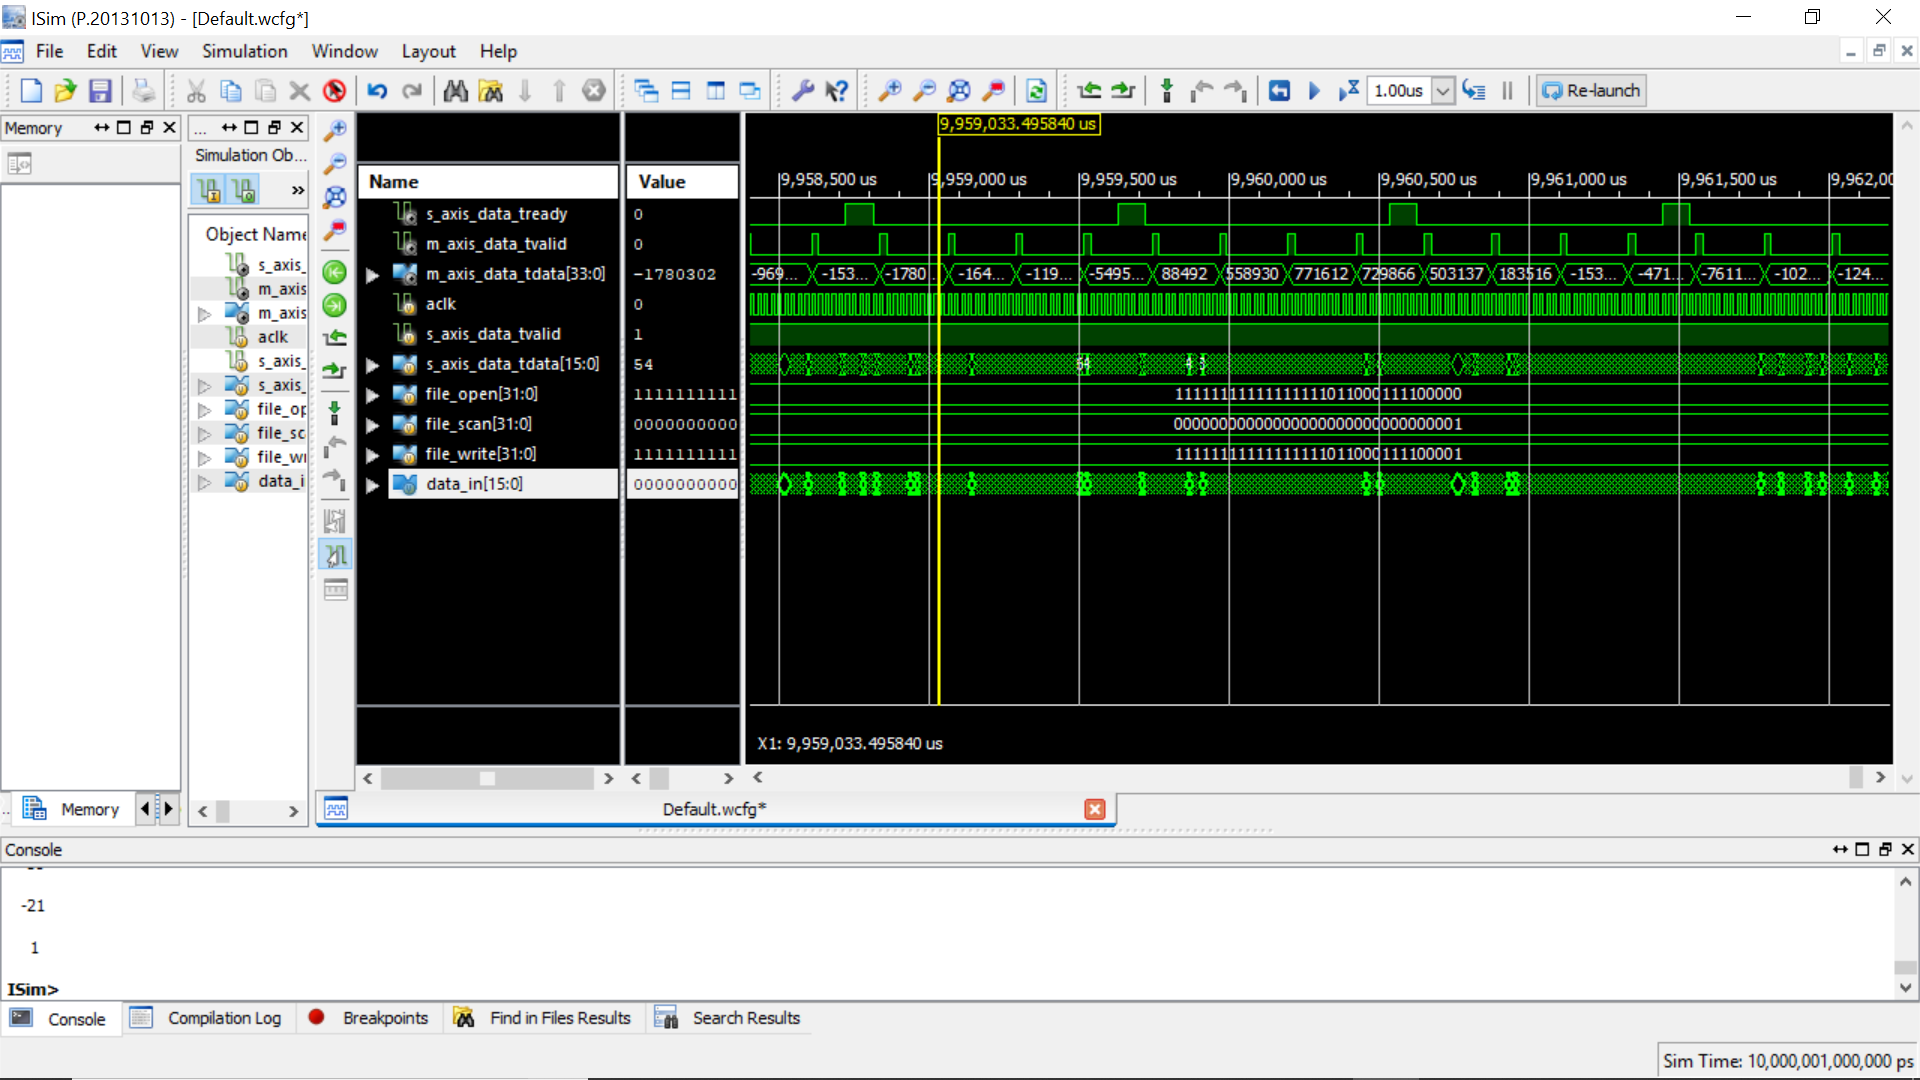 ISim (P.20131013) - [Default.wcfg*]
File Edit View Simulation Window Layout Help
1.00us Re-launch
Memory
...
Simulation Ob...
Object Name
s_axis_
m_axis
m_axis
aclk
s_axis_
s_axis_
file_op
file_sc
file_wr
data_i
Name Value
s_axis_data_tready 0
m_axis_data_tvalid 0
m_axis_data_tdata[33:0] -1780302
aclk 0
s_axis_data_tvalid 1
s_axis_data_tdata[15:0] 54
file_open[31:0] 1111111111
file_scan[31:0] 0000000000
file_write[31:0] 1111111111
data_in[15:0] 0000000000
9,959,033.495840 us
9,958,500 us 9,959,000 us 9,959,500 us 9,960,000 us 9,960,500 us 9,961,000 us 9,961,500 us 9,962,00
-969... -153... -1780 -164... -119... -5495... 88492 558930 771612 729866 503137 183516 -153... -471... -7611... -102... -124...
54 4
11111111111111111101100011110 0000
00000000000000000000000000000001
11111111111111111101100011110 0001
X1: 9,959,033.495840 us
Memory
Default.wcfg*
Console
-21
1
ISim>
Console Compilation Log Breakpoints Find in Files Results Search Results
Sim Time: 10,000,001,000,000 ps